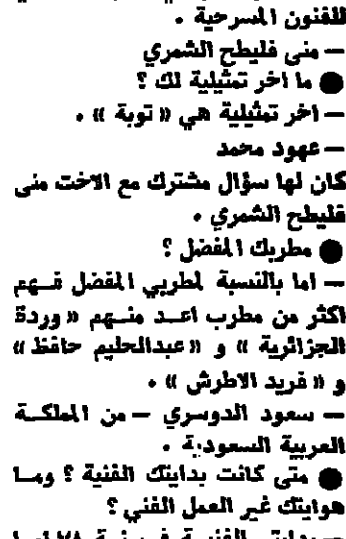 للفنون المسرحية .
— منى فليطح الشمري
● ما اخر تمثيلية لك ؟
— اخر تمثيلية هي « توبة » .
— عهود محمد
كان لها سؤال مشترك مع الاخت منى
فليطح الشمري .
● مطربك المفضل ؟
— اما بالنسبة لمطربي المفضل فهم
اكثر من مطرب اعد منهم « وردة
الجزائرية » و « عبدالحليم حافظ »
و « فريد الاطرش » .
— سعود الدوسري — من المملكة
العربية السعودية .
● متى كانت بدايتك الفنية ؟ وما
هوايتك غير العمل الفني ؟